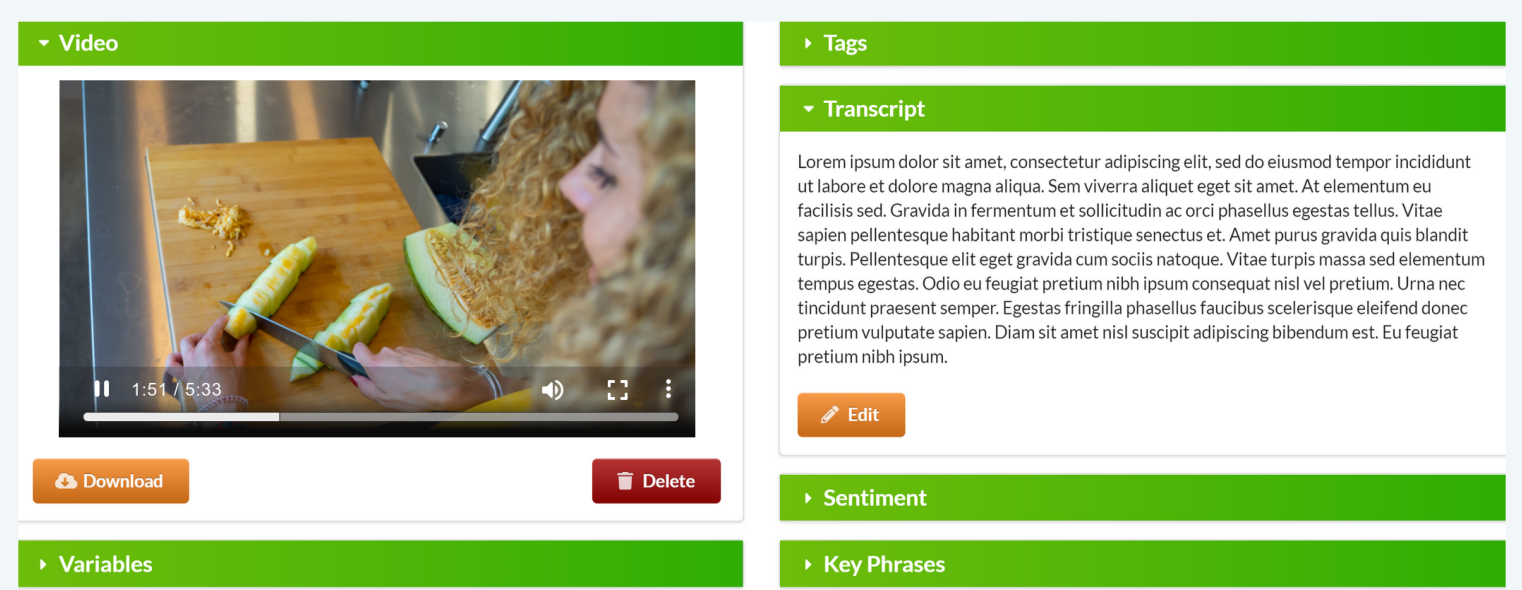 Video
1:51 / 5:33
Download
Delete
Variables
Tags
Transcript
Lorem ipsum dolor sit amet, consectetur adipiscing elit, sed do eiusmod tempor incididunt
ut labore et dolore magna aliqua. Sem viverra aliquet eget sit amet. At elementum eu
facilisis sed. Gravida in fermentum et sollicitudin ac orci phasellus egestas tellus. Vitae
sapien pellentesque habitant morbi tristique senectus et. Amet purus gravida quis blandit
turpis. Pellentesque elit eget gravida cum sociis natoque. Vitae turpis massa sed elementum
tempus egestas. Odio eu feugiat pretium nibh ipsum consequat nisl vel pretium. Urna nec
tincidunt praesent semper. Egestas fringilla phasellus faucibus scelerisque eleifend donec
pretium vulputate sapien. Diam sit amet nisl suscipit adipiscing bibendum est. Eu feugiat
pretium nibh ipsum.
Edit
Sentiment
Key Phrases